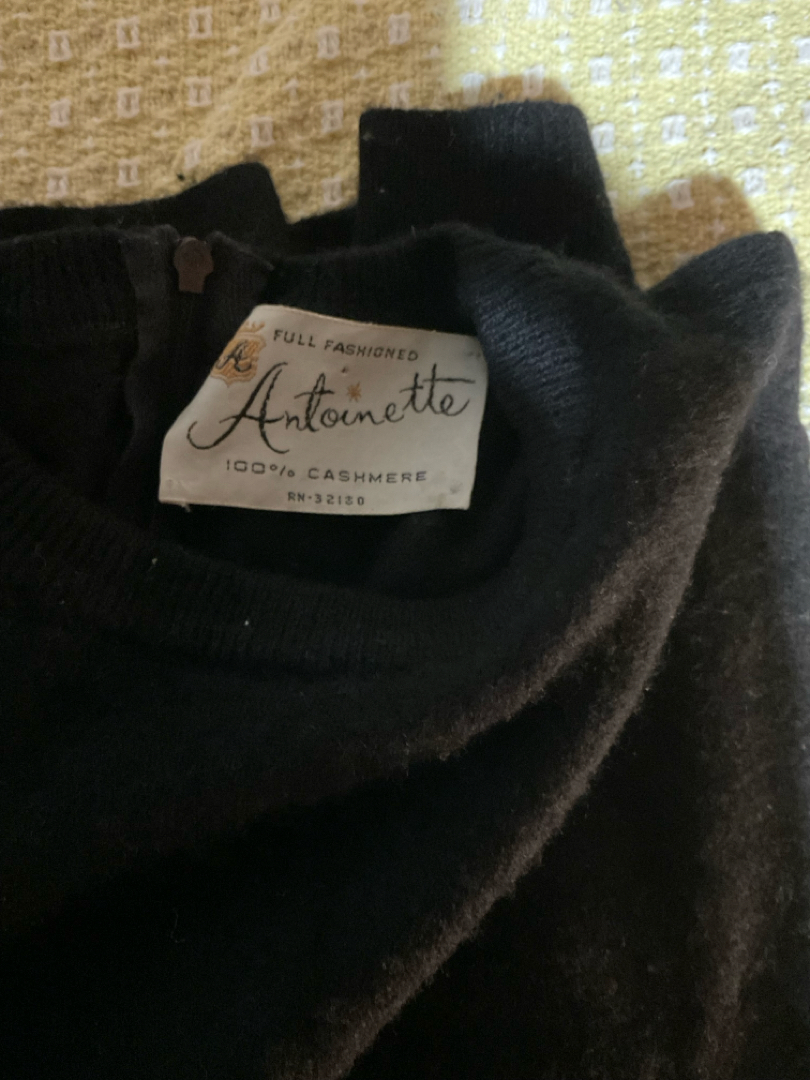 FULL FASHIONED
A
Antoinette
100% CASHMERE
RN-32180